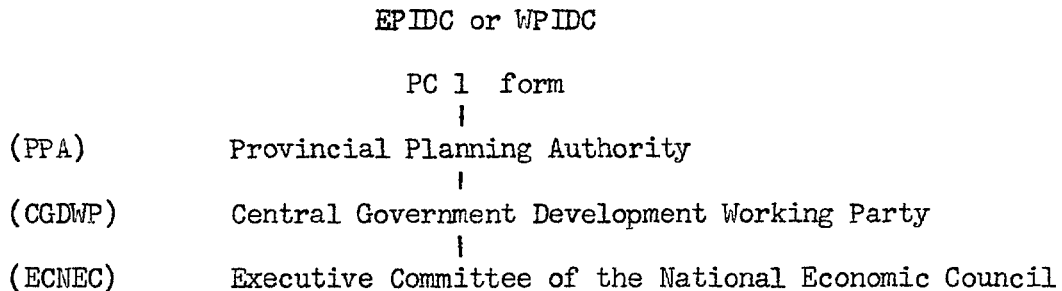 EPIDC or WPIDC
PC 1 form
(PPA) Provincial Planning Authority
(CGDWP) Central Government Development Working Party
(ECNEC) Executive Committee of the National Economic Council